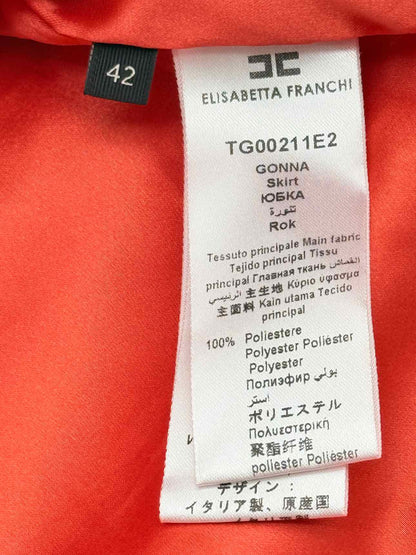 42
ELISABETTA FRANCHI
TG00211E2
GONNA
Skirt
ЮБКА
تنورة
Rok
Tessuto principale Main fabric
Tejido principal Tissu
principal Главная ткань القماش
الرئيسي 主生地 Κύριο ύφασμα
主面料 Kain utama Tecido
principal
100% Poliestere
Polyester Poliéster
Polyester
Полиэфир بولي
استر
ポリエステル
Πολυεστερική
聚酯纤维
poliester Poliéster
デザイン:
イタリア製、原産国